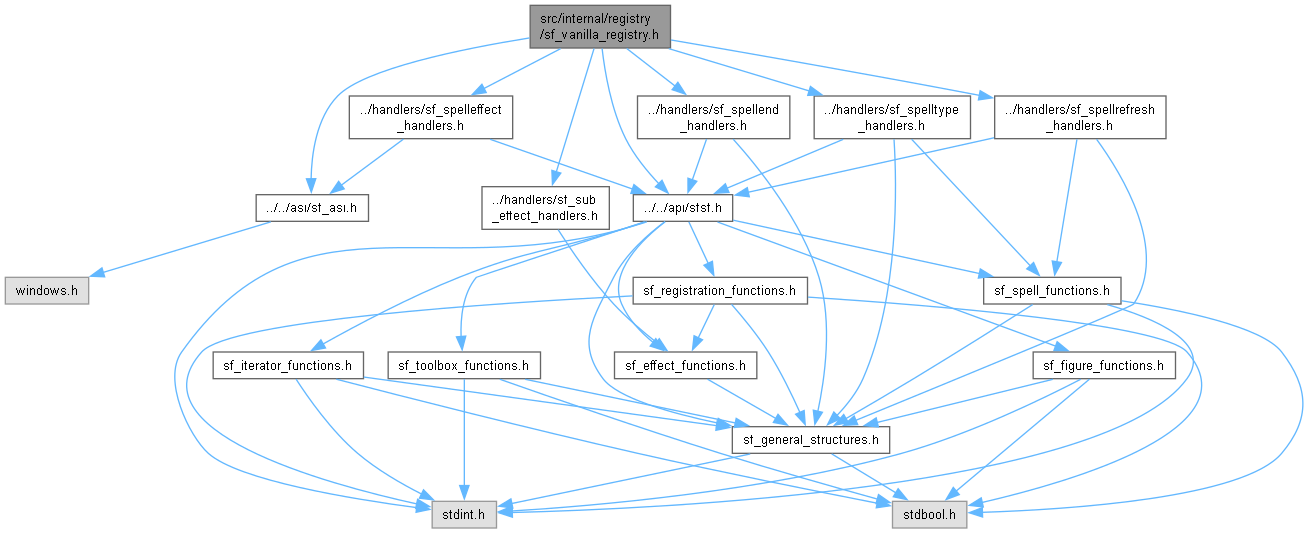 src/internal/registry
/sf_vanilla_registry.h
../handlers/sf_spelleffect
_handlers.h
../handlers/sf_spellend
_handlers.h
../handlers/sf_spelltype
_handlers.h
../handlers/sf_spellrefresh
_handlers.h
../../asi/sf_asi.h
../handlers/sf_sub
_effect_handlers.h
../../api/sfsf.h
windows.h
sf_registration_functions.h
sf_spell_functions.h
sf_iterator_functions.h
sf_toolbox_functions.h
sf_effect_functions.h
sf_figure_functions.h
sf_general_structures.h
stdint.h
stdbool.h